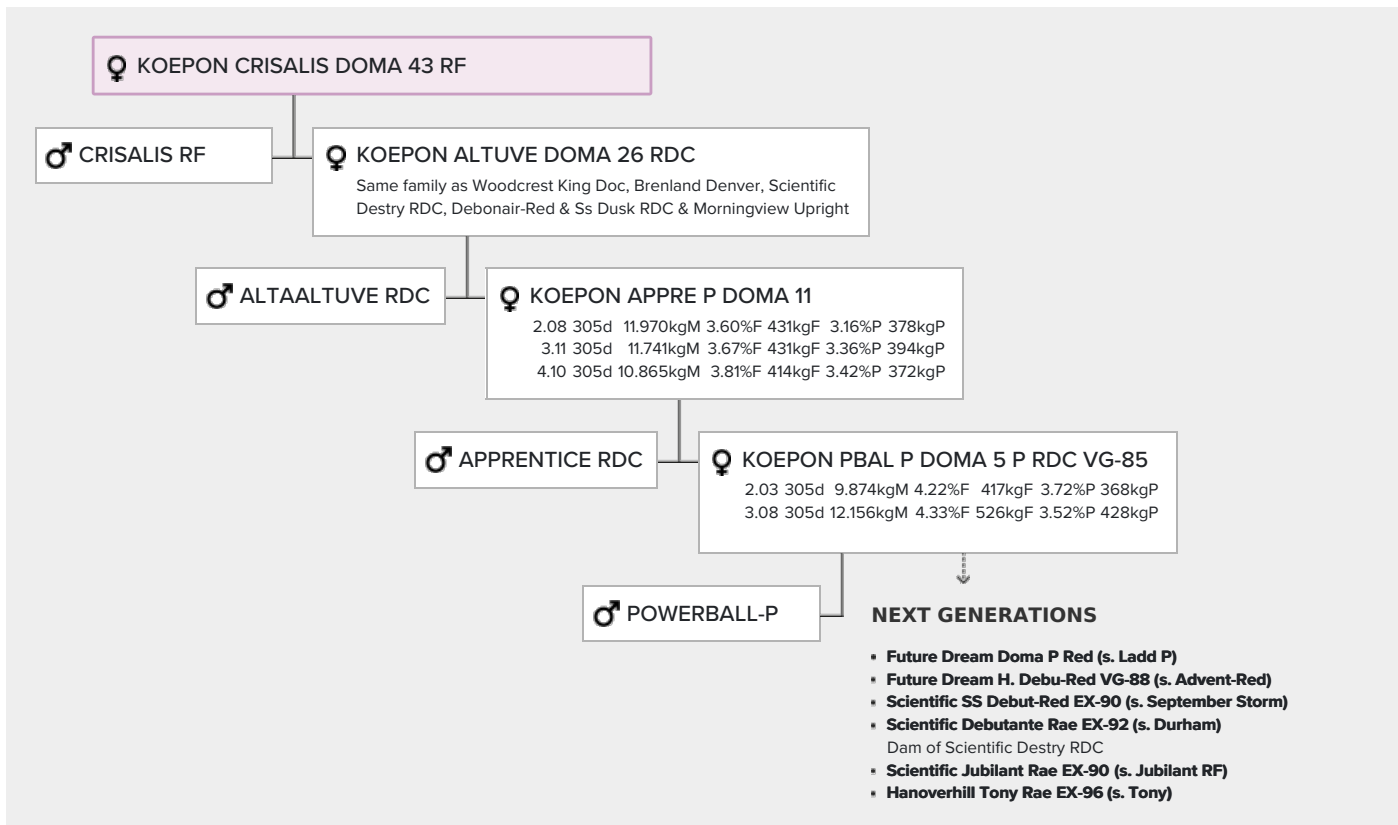 KOEPON CRISALIS DOMA 43 RF
CRISALIS RF
KOEPON ALTUVE DOMA 26 RDC
Same family as Woodcrest King Doc, Brenland Denver, Scientific
Destry RDC, Debonair-Red & Ss Dusk RDC & Morningview Upright
ALTAALTUVE RDC
KOEPON APPRE P DOMA 11
2.08 305d 11.970kgM 3.60%F 431kgF 3.16%P 378kgP
3.11 305d 11.741kgM 3.67%F 431kgF 3.36%P 394kgP
4.10 305d 10.865kgM 3.81%F 414kgF 3.42%P 372kgP
APPRENTICE RDC
KOEPON PBAL P DOMA 5 P RDC VG-85
2.03 305d 9.874kgM 4.22%F 417kgF 3.72%P 368kgP
3.08 305d 12.156kgM 4.33%F 526kgF 3.52%P 428kgP
POWERBALL-P
NEXT GENERATIONS
Future Dream Doma P Red (s. Ladd P)
Future Dream H. Debu-Red VG-88 (s. Advent-Red)
Scientific SS Debut-Red EX-90 (s. September Storm)
Scientific Debutante Rae EX-92 (s. Durham)
Dam of Scientific Destry RDC
Scientific Jubilant Rae EX-90 (s. Jubilant RF)
Hanoverhill Tony Rae EX-96 (s. Tony)